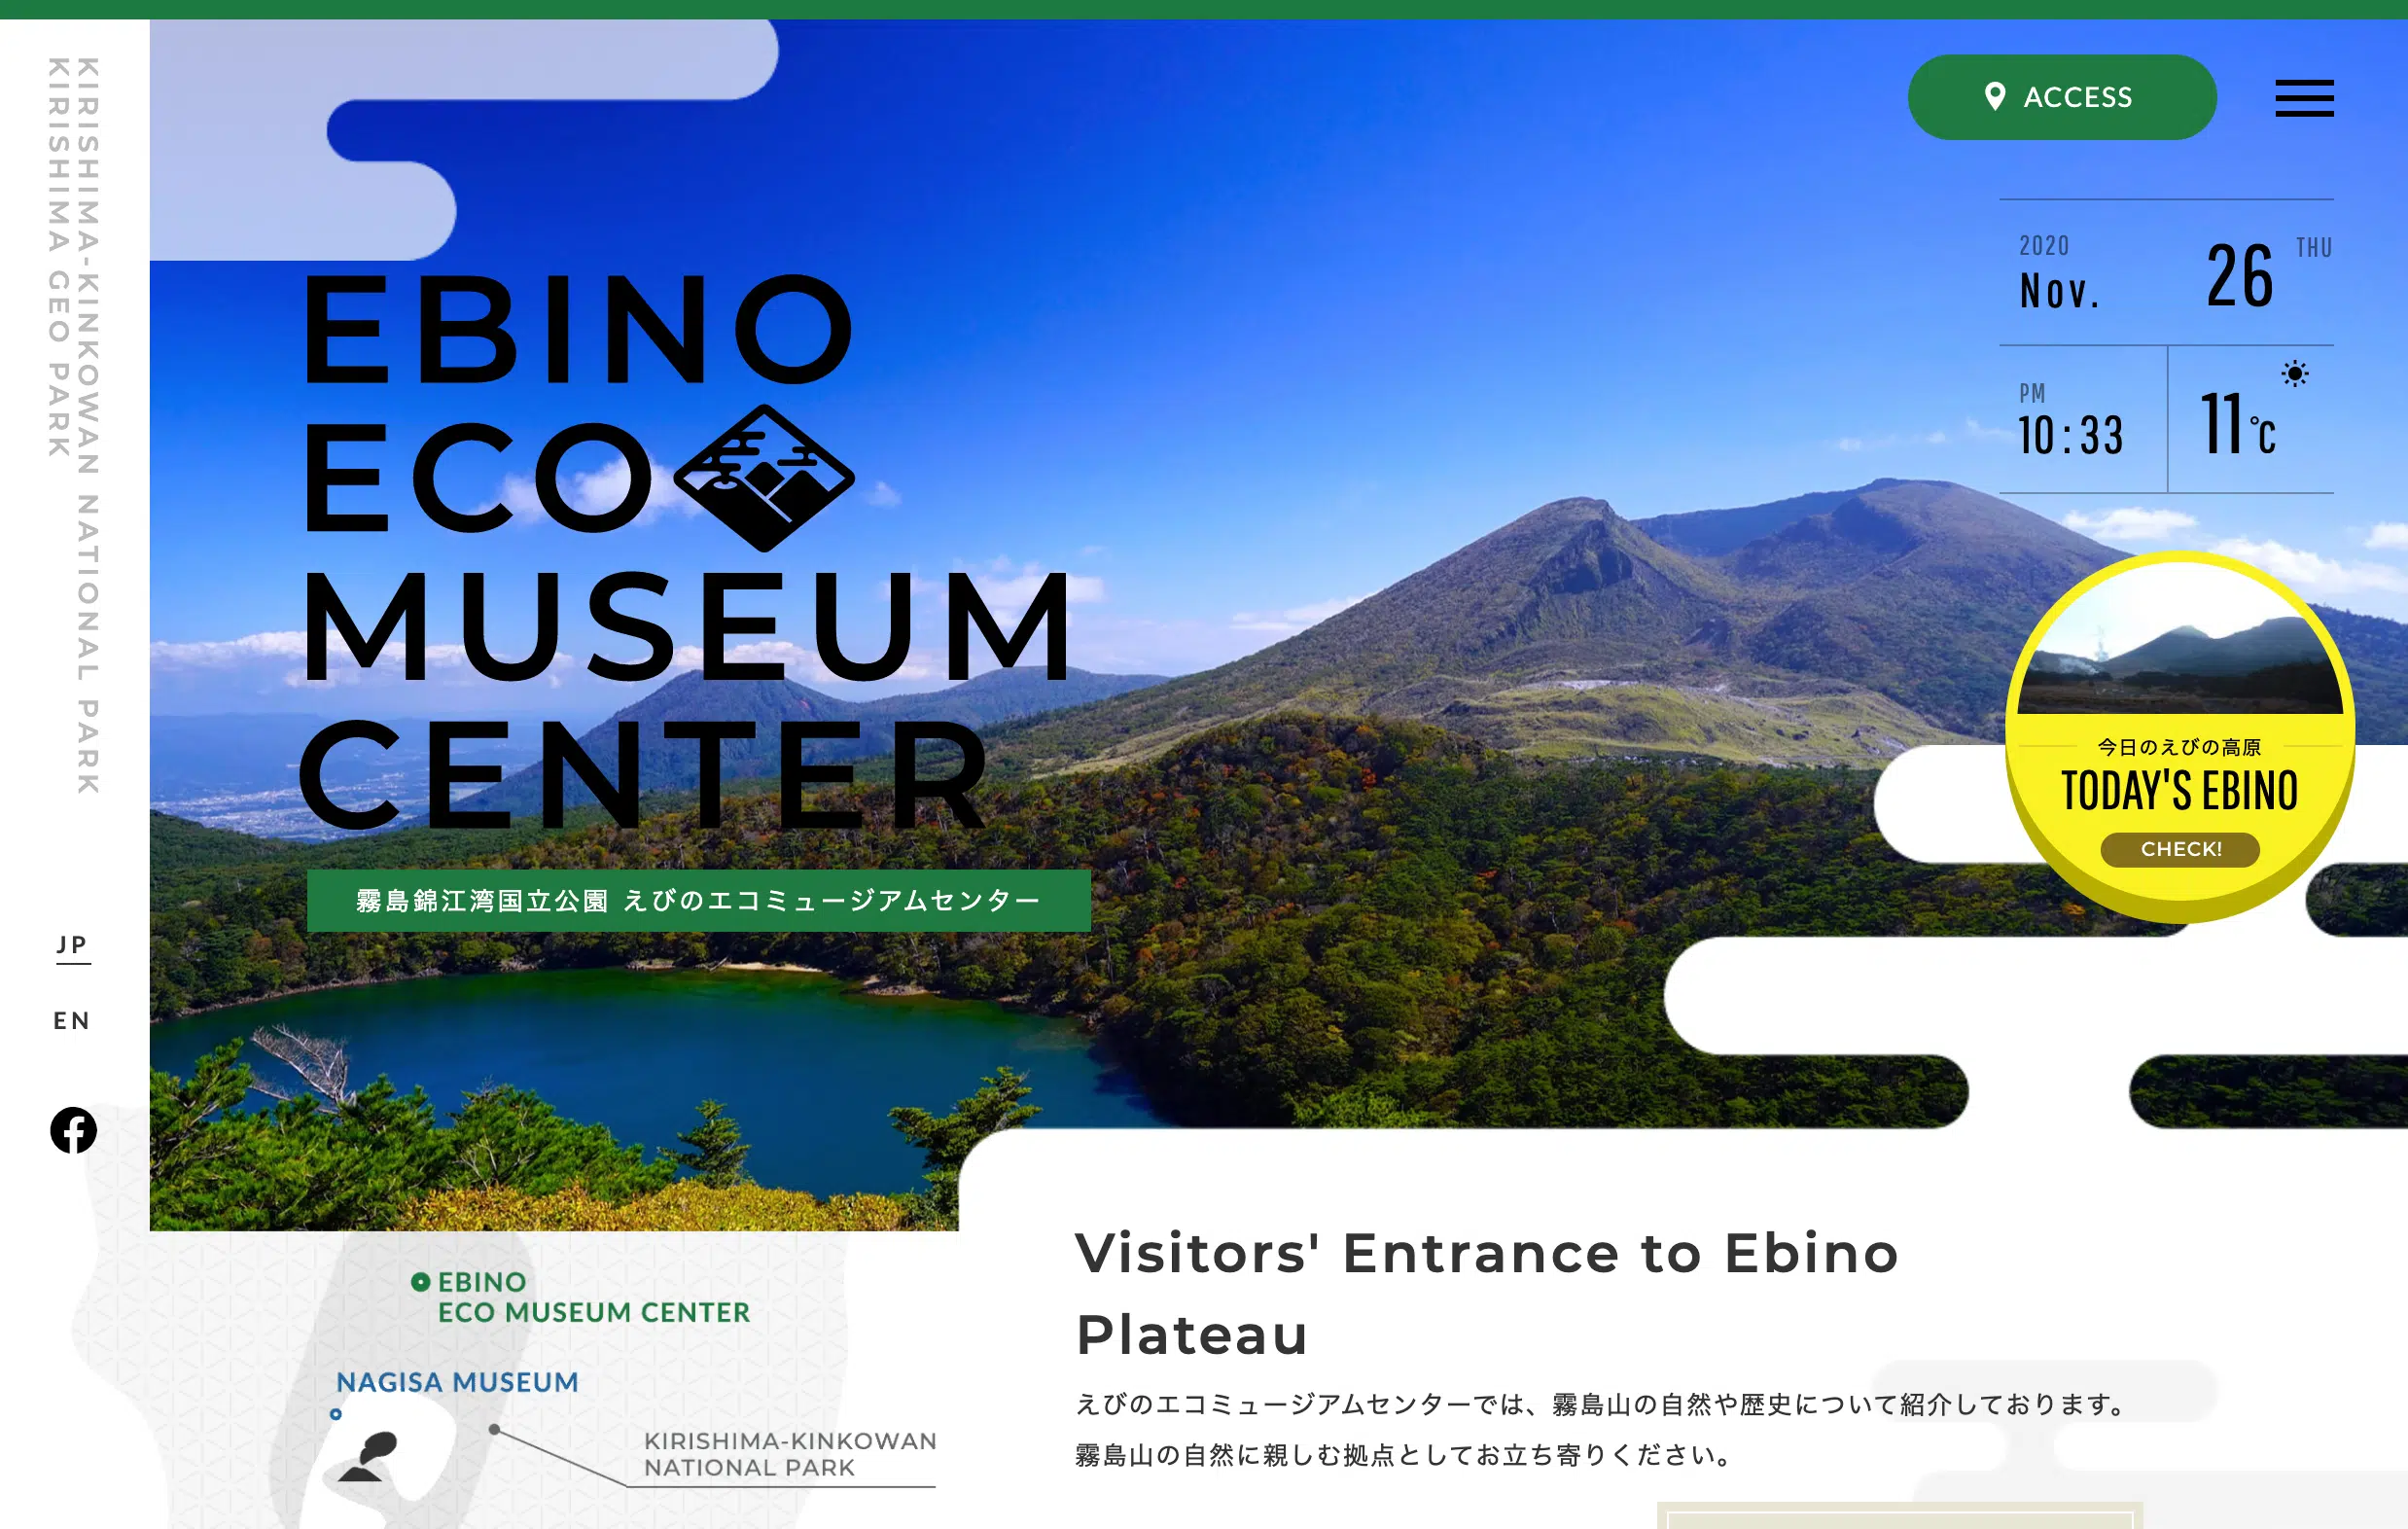 KIRISHIMA-KINKOWAN NATIONAL PARK
KIRISHIMA GEO PARK
ACCESS
2020
Nov.
26
THU
PM
10:33
11℃
EBINO
ECO
MUSEUM
CENTER
霧島錦江湾国立公園 えびのエコミュージアムセンター
今日のえびの高原
TODAY'S EBINO
CHECK!
JP
EN
EBINO
ECO MUSEUM CENTER
NAGISA MUSEUM
KIRISHIMA-KINKOWAN
NATIONAL PARK
Visitors' Entrance to Ebino
Plateau
えびのエコミュージアムセンターでは、霧島山の自然や歴史について紹介しております。
霧島山の自然に親しむ拠点としてお立ち寄りください。